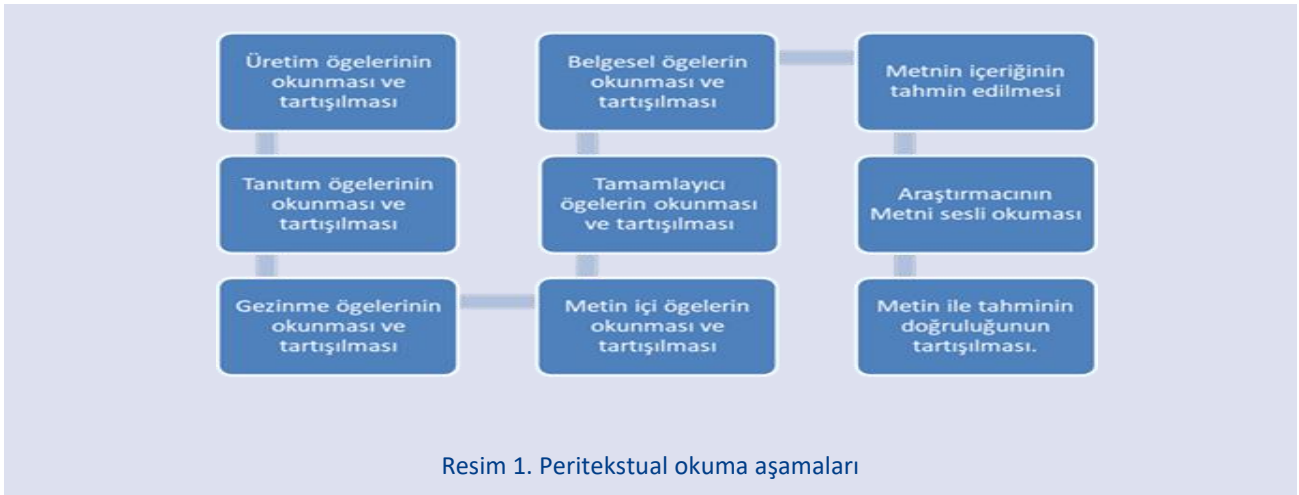 Üretim ögelerinin
okunması ve
tartışılması
Tanıtım ögelerinin
okunması ve
tartışılması
Gezinme ögelerinin
okunması ve
tartışılması
Metin içi ögelerin
okunması ve
tartışılması
Tamamlayıcı
ögelerin okunması
ve tartışılması
Belgesel ögelerin
okunması ve
tartışılması
Metnin içeriğinin
tahmin edilmesi
Araştırmacının
Metni sesli okuması
Metin ile tahminin
doğruluğunun
tartışılması.
Resim 1. Peritekstual okuma aşamaları